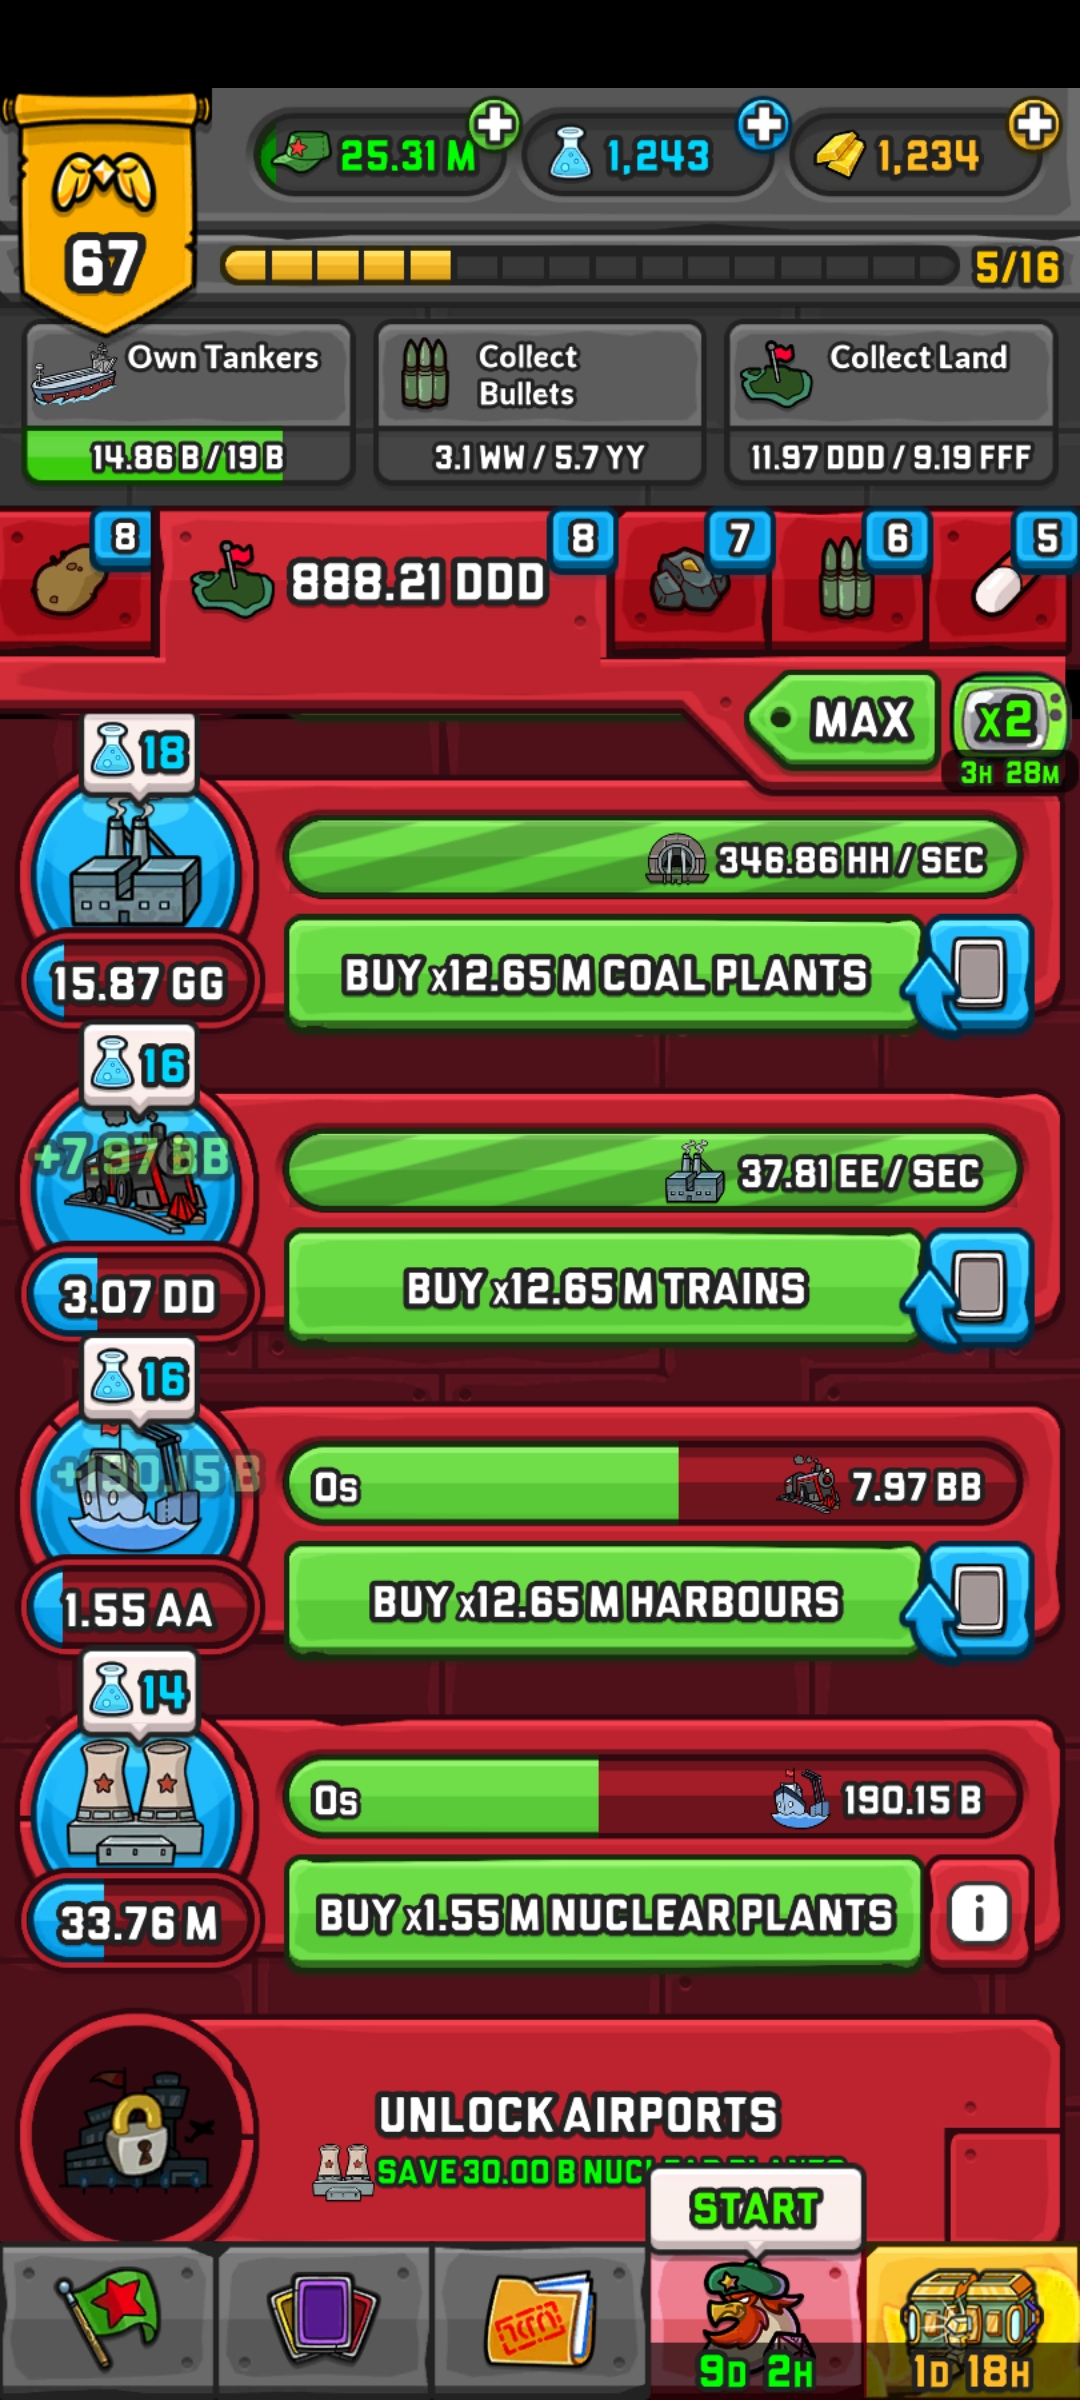 25.31 M
1,243
1,234
67
5/16
Own Tankers
14.86 B / 19 B
Collect
Bullets
3.1 WW / 5.7 YY
Collect Land
11.97 DDD / 9.19 FFF
8
888.21 DDD
8
7
6
5
MAX
x2
3H 28M
18
346.86 HH / SEC
15.87 GG
BUY x12.65 M COAL PLANTS
16
+7.97 BB
37.81 EE / SEC
3.07 DD
BUY x12.65 M TRAINS
16
+190.15 B
0s
7.97 BB
1.55 AA
BUY x12.65 M HARBOURS
14
0s
190.15 B
33.76 M
BUY x1.55 M NUCLEAR PLANTS
i
UNLOCK AIRPORTS
SAVE 30.00 B NUCLEAR PLANTS
START
9D 2H
1D 18H